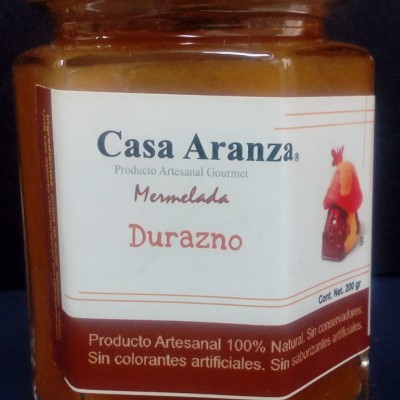 Casa Aranza®
Producto Artesanal Gourmet
Mermelada
Durazno
®
Cont. Net. 200 gr
Producto Artesanal 100% Natural. Sin conservadores.
Sin colorantes artificiales. Sin saborizantes artificiales.